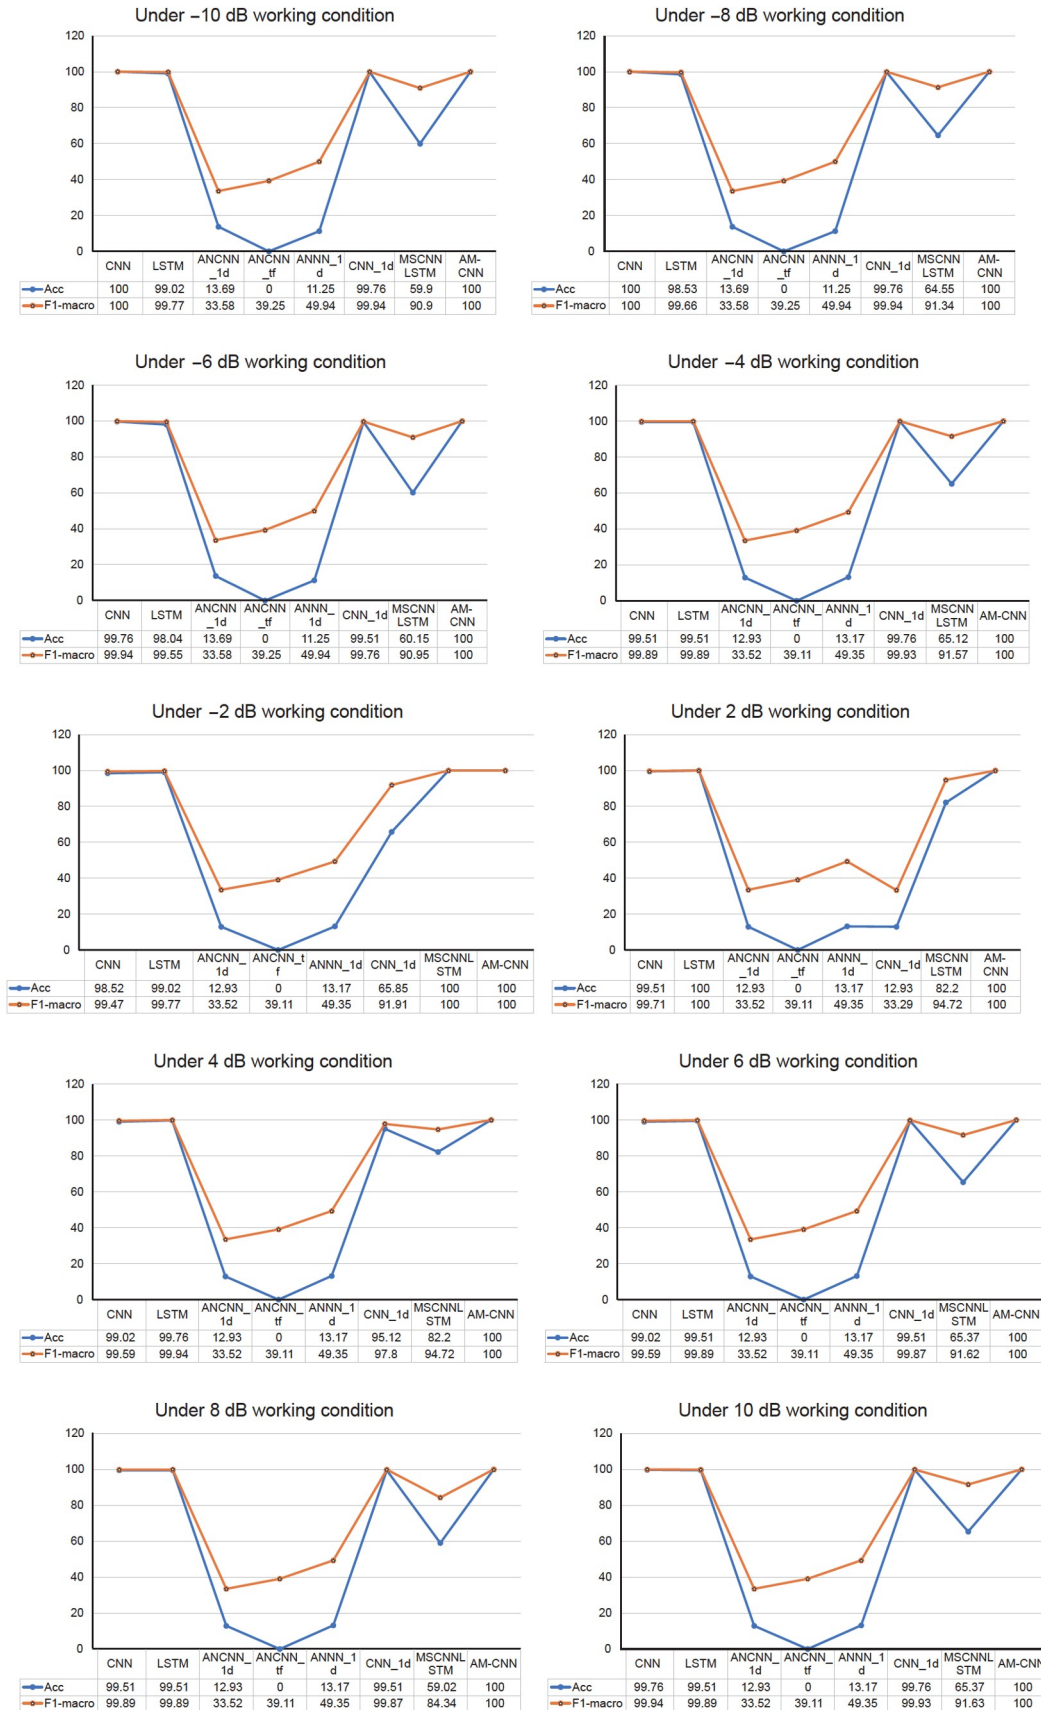 Under −10 dB working condition
120
100
80
60
40
20
0
CNN LSTM ANCNN_1d ANCNN_tf ANNN_1d CNN_1d MSCNNLSTM AM-CNN
Acc 100 99.02 13.69 0 11.25 99.76 59.9 100
F1-macro 100 99.77 33.58 39.25 49.94 99.94 90.9 100
Under −8 dB working condition
120
100
80
60
40
20
0
CNN LSTM ANCNN_1d ANCNN_tf ANNN_1d CNN_1d MSCNNLSTM AM-CNN
Acc 100 98.53 13.69 0 11.25 99.76 64.55 100
F1-macro 100 99.66 33.58 39.25 49.94 99.94 91.34 100
Under −6 dB working condition
120
100
80
60
40
20
0
CNN LSTM ANCNN_1d ANCNN_tf ANNN_1d CNN_1d MSCNNLSTM AM-CNN
Acc 99.76 98.04 13.69 0 11.25 99.51 60.15 100
F1-macro 99.94 99.55 33.58 39.25 49.94 99.76 90.95 100
Under −4 dB working condition
120
100
80
60
40
20
0
CNN LSTM ANCNN_1d ANCNN_tf ANNN_1d CNN_1d MSCNNLSTM AM-CNN
Acc 99.51 99.51 12.93 0 13.17 99.76 65.12 100
F1-macro 99.89 99.89 33.52 39.11 49.35 99.93 91.57 100
Under −2 dB working condition
120
100
80
60
40
20
0
CNN LSTM ANCNN_1d ANCNN_tf ANNN_1d CNN_1d MSCNNLSTM AM-CNN
Acc 98.52 99.02 12.93 0 13.17 65.85 100 100
F1-macro 99.47 99.77 33.52 39.11 49.35 91.91 100 100
Under 2 dB working condition
120
100
80
60
40
20
0
CNN LSTM ANCNN_1d ANCNN_tf ANNN_1d CNN_1d MSCNNLSTM AM-CNN
Acc 99.51 100 12.93 0 13.17 12.93 82.2 100
F1-macro 99.71 100 33.52 39.11 49.35 33.29 94.72 100
Under 4 dB working condition
120
100
80
60
40
20
0
CNN LSTM ANCNN_1d ANCNN_tf ANNN_1d CNN_1d MSCNNLSTM AM-CNN
Acc 99.02 99.76 12.93 0 13.17 95.12 82.2 100
F1-macro 99.59 99.94 33.52 39.11 49.35 97.8 94.72 100
Under 6 dB working condition
120
100
80
60
40
20
0
CNN LSTM ANCNN_1d ANCNN_tf ANNN_1d CNN_1d MSCNNLSTM AM-CNN
Acc 99.02 99.51 12.93 0 13.17 99.51 65.37 100
F1-macro 99.59 99.89 33.52 39.11 49.35 99.87 91.62 100
Under 8 dB working condition
120
100
80
60
40
20
0
CNN LSTM ANCNN_1d ANCNN_tf ANNN_1d CNN_1d MSCNNLSTM AM-CNN
Acc 99.51 99.51 12.93 0 13.17 99.51 59.02 100
F1-macro 99.89 99.89 33.52 39.11 49.35 99.87 84.34 100
Under 10 dB working condition
120
100
80
60
40
20
0
CNN LSTM ANCNN_1d ANCNN_tf ANNN_1d CNN_1d MSCNNLSTM AM-CNN
Acc 99.76 99.51 12.93 0 13.17 99.76 65.37 100
F1-macro 99.94 99.89 33.52 39.11 49.35 99.93 91.63 100